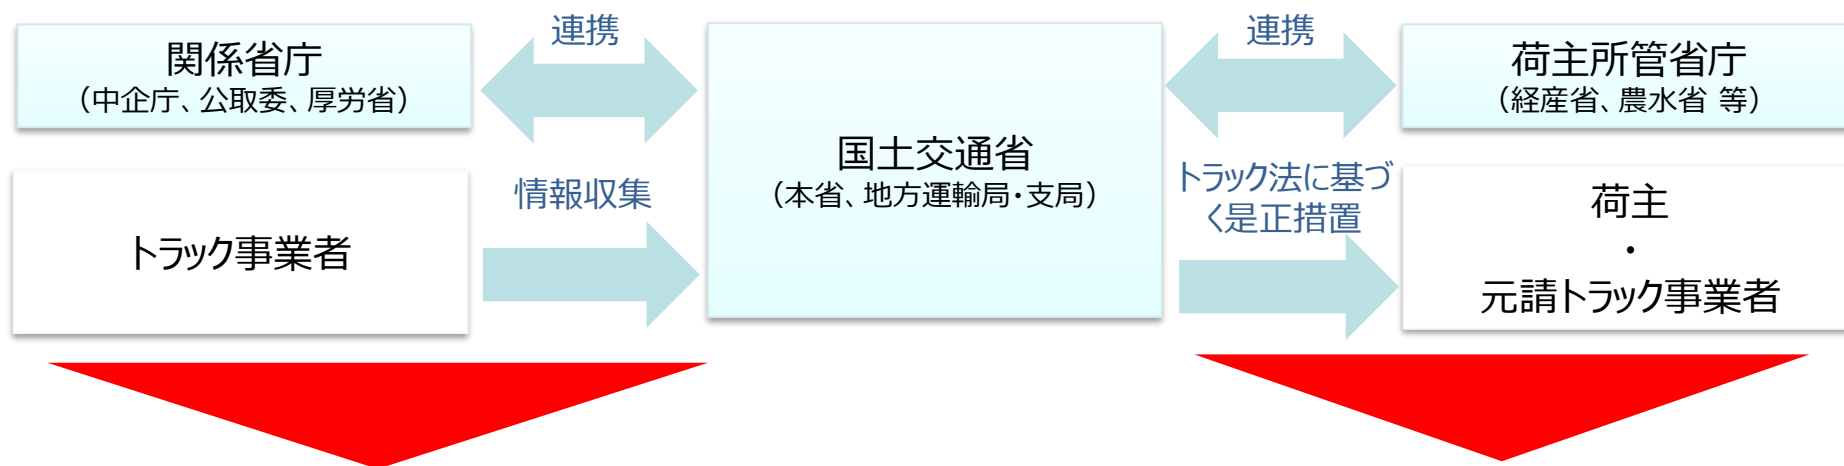 関係省庁
（中企庁、公取委、厚労省）
連携
国土交通省
（本省、地方運輸局・支局）
連携
荷主所管省庁
（経産省、農水省 等）
トラック事業者
情報収集
トラック法に基づ
く是正措置
荷主
・
元請トラック事業者